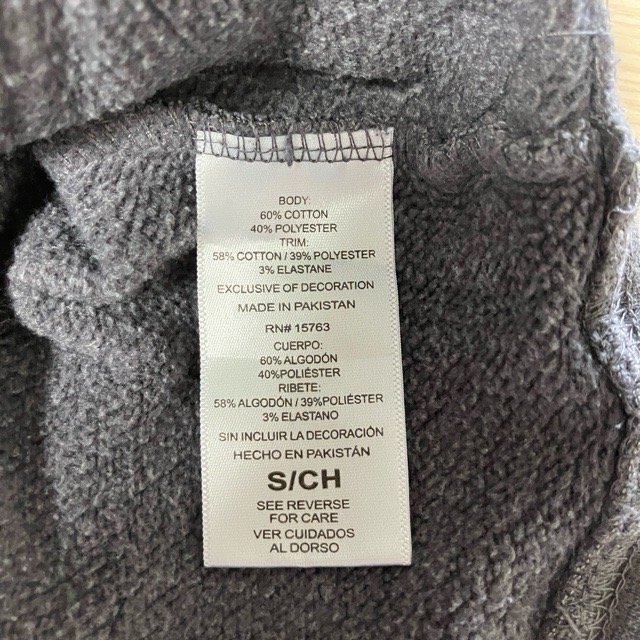 BODY:
60% COTTON
40% POLYESTER
TRIM:
58% COTTON / 39% POLYESTER
3% ELASTANE
EXCLUSIVE OF DECORATION
MADE IN PAKISTAN
RN# 15763
CUERPO:
60% ALGODÓN
40%POLIÉSTER
RIBETE:
58% ALGODÓN / 39%POLIÉSTER
3% ELASTANO
SIN INCLUIR LA DECORACIÓN
HECHO EN PAKISTÁN
S/CH
SEE REVERSE
FOR CARE
VER CUIDADOS
AL DORSO